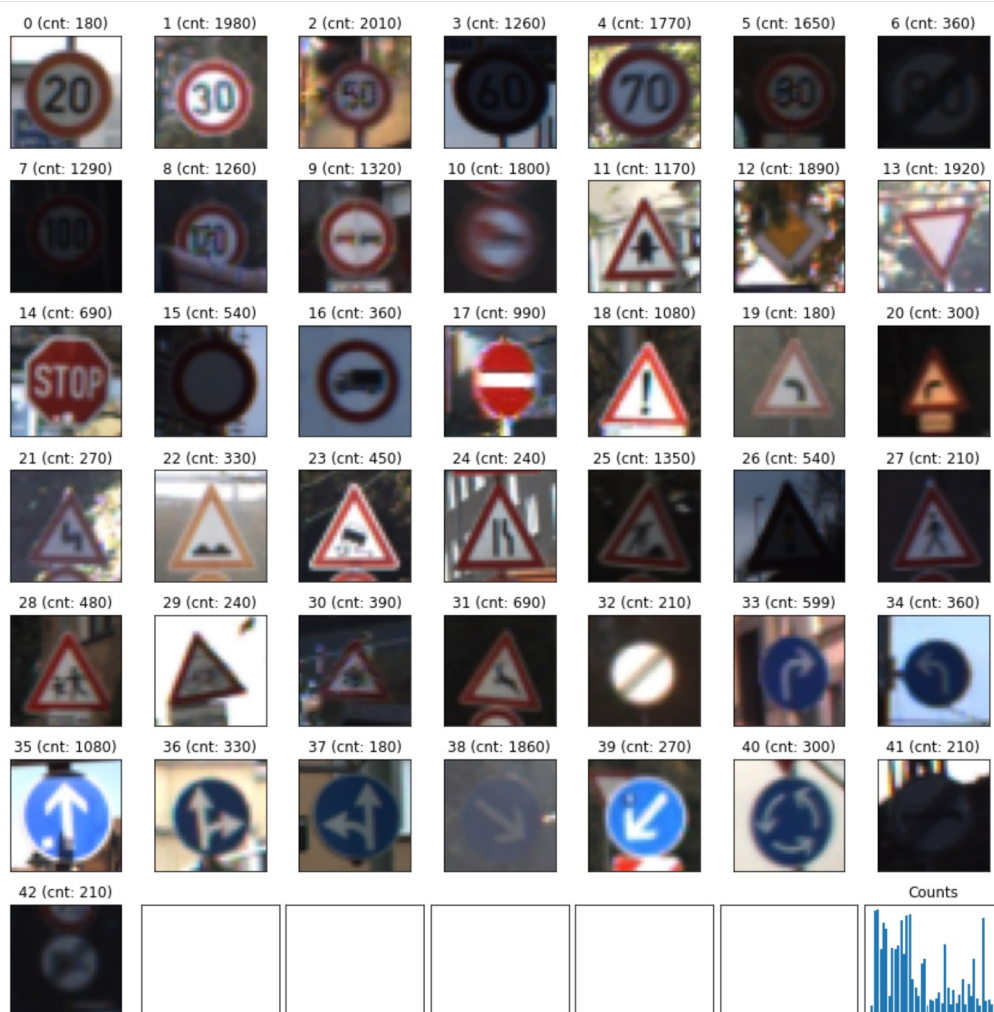 0 (cnt: 180) 1 (cnt: 1980) 2 (cnt: 2010) 3 (cnt: 1260) 4 (cnt: 1770) 5 (cnt: 1650) 6 (cnt: 360)
20 30 50 60 70 80 80
7 (cnt: 1290) 8 (cnt: 1260) 9 (cnt: 1320) 10 (cnt: 1800) 11 (cnt: 1170) 12 (cnt: 1890) 13 (cnt: 1920)
100 120
14 (cnt: 690) 15 (cnt: 540) 16 (cnt: 360) 17 (cnt: 990) 18 (cnt: 1080) 19 (cnt: 180) 20 (cnt: 300)
STOP !
21 (cnt: 270) 22 (cnt: 330) 23 (cnt: 450) 24 (cnt: 240) 25 (cnt: 1350) 26 (cnt: 540) 27 (cnt: 210)
28 (cnt: 480) 29 (cnt: 240) 30 (cnt: 390) 31 (cnt: 690) 32 (cnt: 210) 33 (cnt: 599) 34 (cnt: 360)
35 (cnt: 1080) 36 (cnt: 330) 37 (cnt: 180) 38 (cnt: 1860) 39 (cnt: 270) 40 (cnt: 300) 41 (cnt: 210)
42 (cnt: 210) Counts